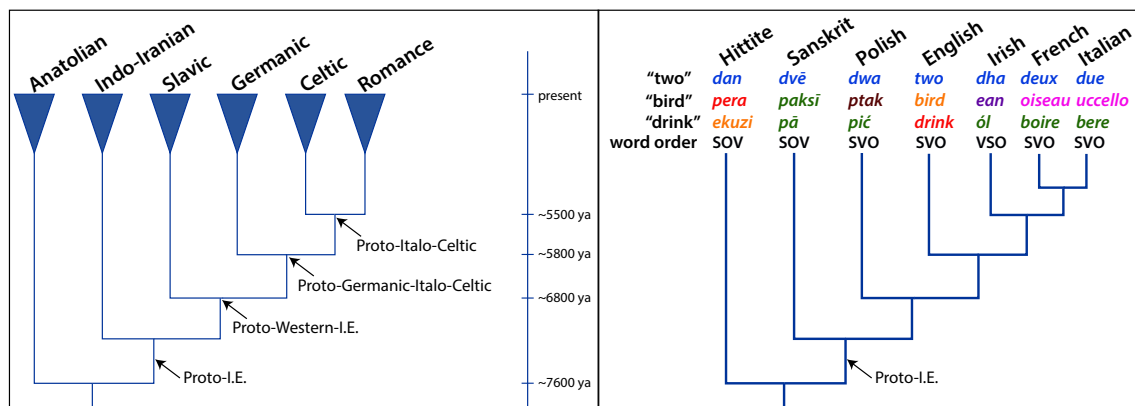 Anatolian
Indo-Iranian
Slavic
Germanic
Celtic
Romance
present
~5500 ya
Proto-Italo-Celtic
~5800 ya
Proto-Germanic-Italo-Celtic
~6800 ya
Proto-Western-I.E.
Proto-I.E.
~7600 ya
Hittite
Sanskrit
Polish
English
Irish
French
Italian
"two" dan dvē dwa two dha deux due
"bird" pera paksī ptak bird ean oiseau uccello
"drink" ekuzi pā pić drink ól boire bere
word order SOV SOV SVO SVO VSO SVO SVO
Proto-I.E.